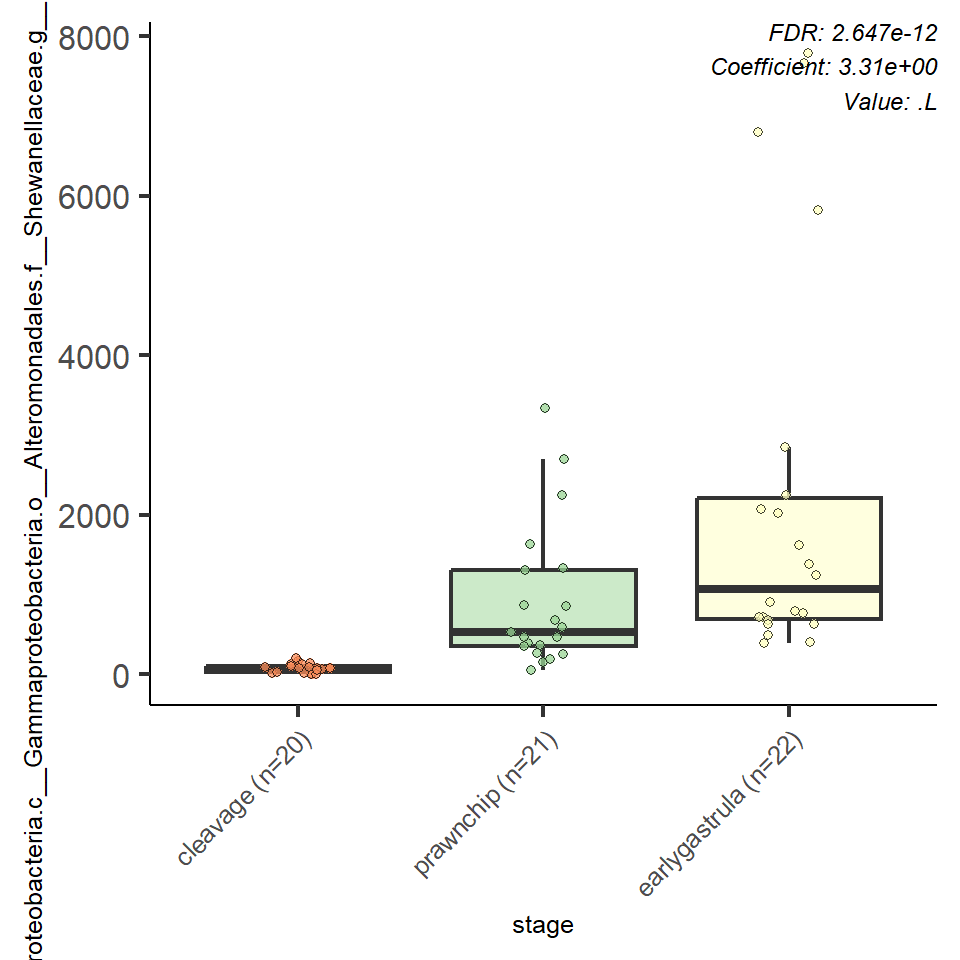 FDR: 2.647e-12
Coefficient: 3.31e+00
Value: .L
roteobacteria.c__Gammaproteobacteria.o__Alteromonadales.f__Shewanellaceae.g__
8000
6000
4000
2000
0
cleavage (n=20)
prawnchip (n=21)
earlygastrula (n=22)
stage